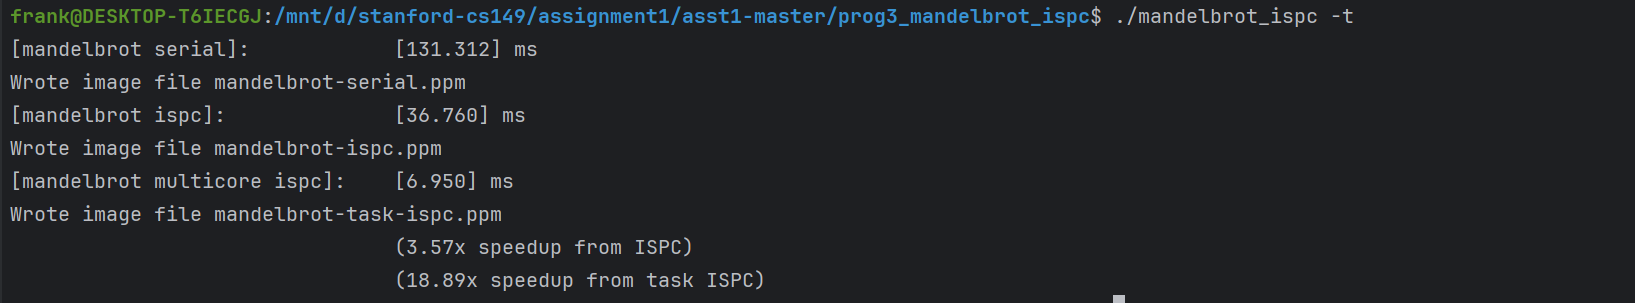 frank@DESKTOP-T6IECGJ:/mnt/d/stanford-cs149/assignment1/asst1-master/prog3_mandelbrot_ispc$ ./mandelbrot_ispc -t
[mandelbrot serial]:            [131.312] ms
Wrote image file mandelbrot-serial.ppm
[mandelbrot ispc]:              [36.760] ms
Wrote image file mandelbrot-ispc.ppm
[mandelbrot multicore ispc]:    [6.950] ms
Wrote image file mandelbrot-task-ispc.ppm
                                (3.57x speedup from ISPC)
                                (18.89x speedup from task ISPC)